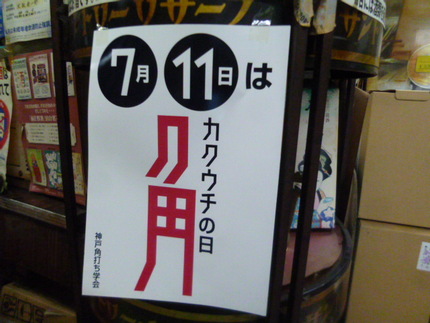 7月11日は
角
カクウチの日
神戸角打ち学会